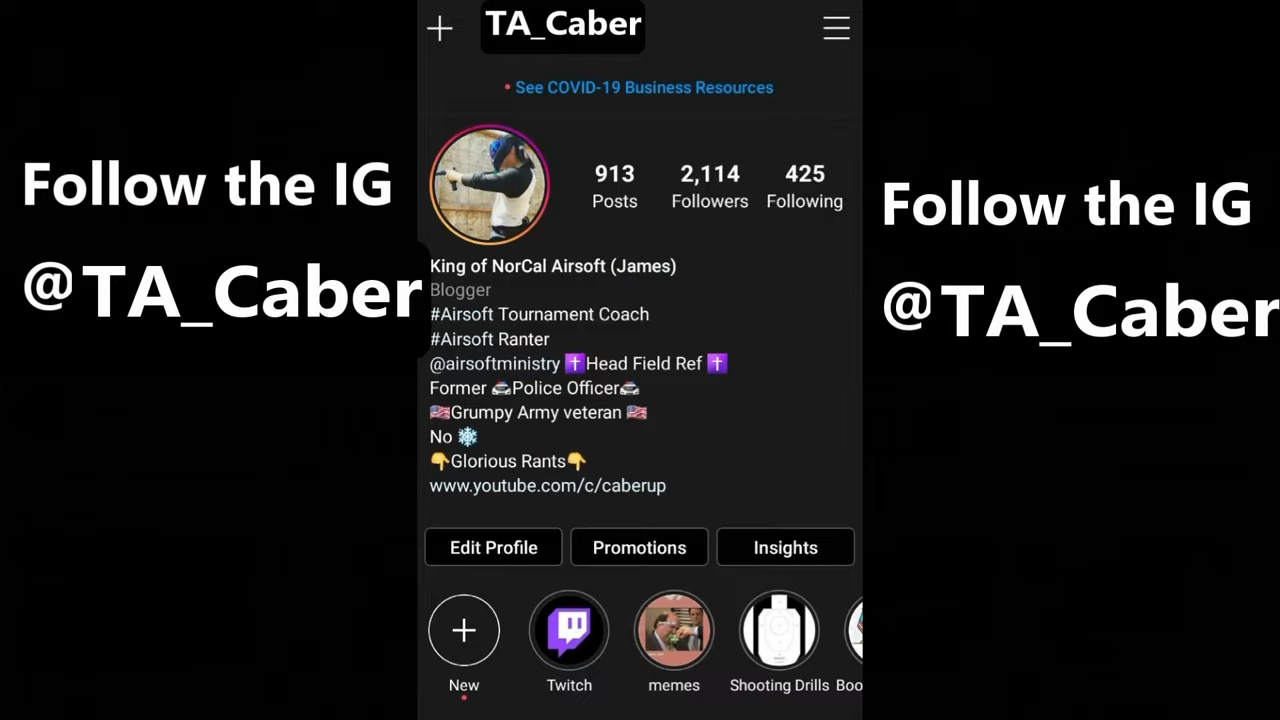 TA_Caber
See COVID-19 Business Resources
Follow the IG
@TA_Caber
913
Posts
2,114
Followers
425
Following
King of NorCal Airsoft (James)
Blogger
#Airsoft Tournament Coach
#Airsoft Ranter
@airsoftministry ✝️Head Field Ref ✝️
Former 🚔Police Officer🚔
🇺🇸Grumpy Army veteran 🇺🇸
No ❄️
👇Glorious Rants👇
www.youtube.com/c/caberup
Edit Profile
Promotions
Insights
New
Twitch
memes
Shooting Drills
Boo
Follow the IG
@TA_Caber